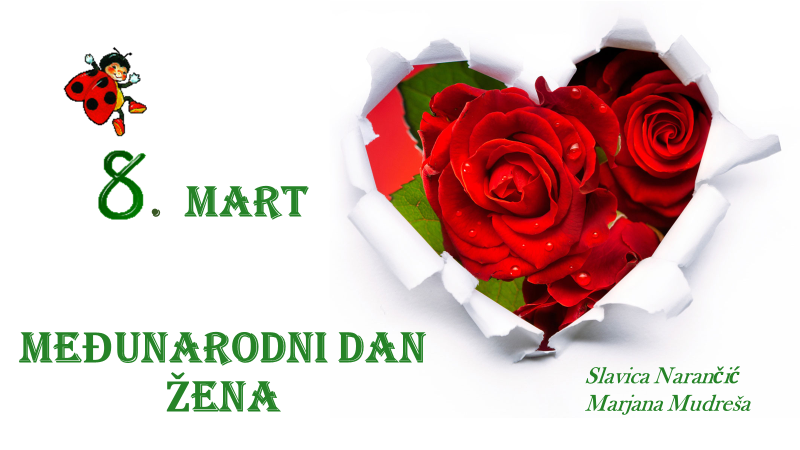 8. MART
MEĐUNARODNI DAN
ŽENA
Slavica Narančić
Marjana Mudreša